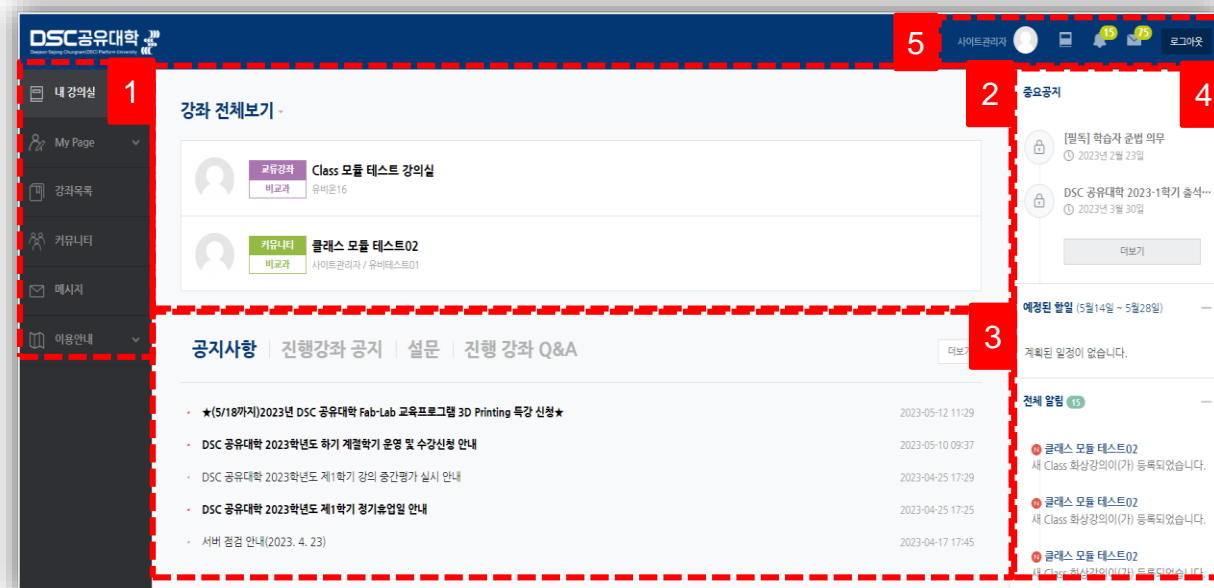 DSC공유대학
5
사이트관리자
15
75
로그아웃
1
내 강의실
My Page
강좌목록
커뮤니티
메시지
이용안내
2
강좌 전체보기
교류강좌
비교과
Class 모듈 테스트 강의실
유비온16
커뮤니티
비교과
클래스 모듈 테스트02
사이트관리자 / 유비테스트01
3
공지사항
진행강좌 공지
설문
진행 강좌 Q&A
더보
★(5/18까지)2023년 DSC 공유대학 Fab-Lab 교육프로그램 3D Printing 특강 신청★
2023-05-12 11:29
DSC 공유대학 2023학년도 하기 계절학기 운영 및 수강신청 안내
2023-05-10 09:37
DSC 공유대학 2023학년도 제1학기 강의 중간평가 실시 안내
2023-04-25 17:29
DSC 공유대학 2023학년도 제1학기 정기휴업일 안내
2023-04-25 17:25
서버 점검 안내(2023. 4. 23)
2023-04-17 17:45
4
중요공지
[필독] 학습자 준법 의무
2023년 2월 23일
DSC 공유대학 2023-1학기 출석…
2023년 3월 30일
더보기
예정된 할일 (5월14일 ~ 5월28일)
계획된 일정이 없습니다.
전체 알림 15
N 클래스 모듈 테스트02
새 Class 화상강의이(가) 등록되었습니다.
N 클래스 모듈 테스트02
새 Class 화상강의이(가) 등록되었습니다.
N 클래스 모듈 테스트02
새 Class 화상강의이(가) 등록되었습니다.